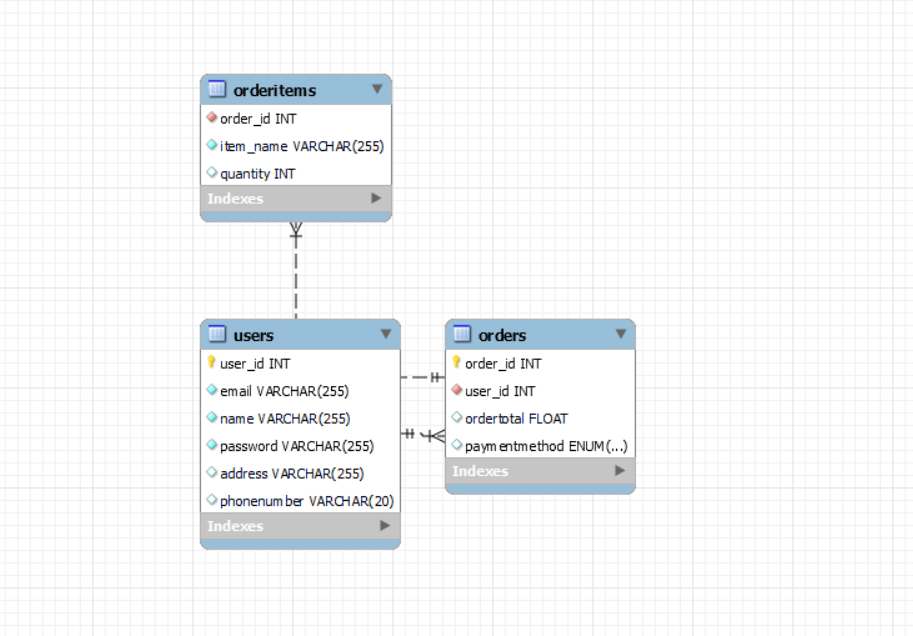 orderitems
order_id INT
item_name VARCHAR(255)
quantity INT
Indexes
users
user_id INT
email VARCHAR(255)
name VARCHAR(255)
password VARCHAR(255)
address VARCHAR(255)
phonenumber VARCHAR(20)
Indexes
orders
order_id INT
user_id INT
ordertotal FLOAT
paymentmethod ENUM(...)
Indexes